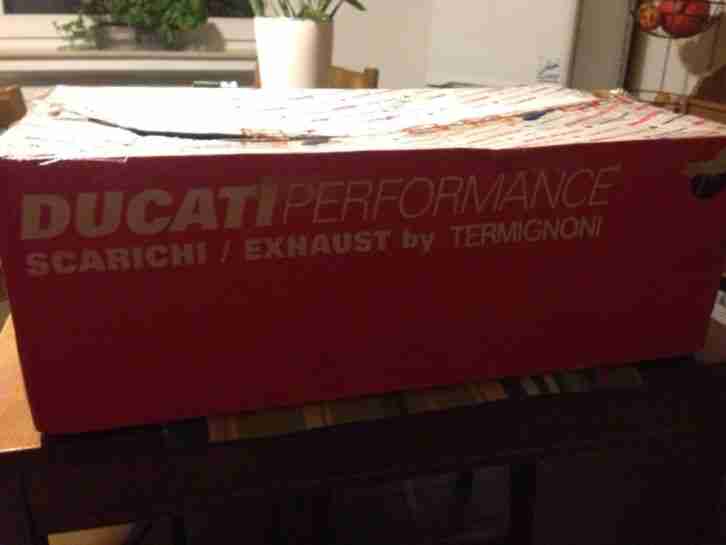 DUCATI PERFORMANCE
SCARICHI / EXHAUST by TERMIGNONI